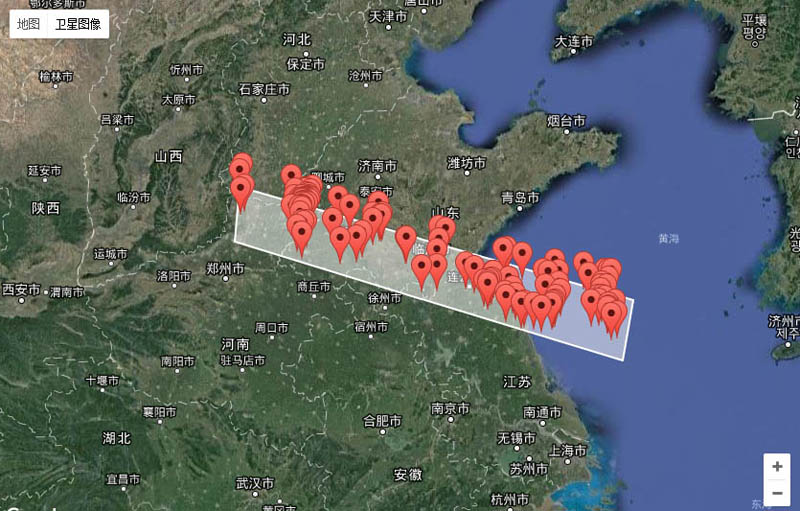 鄂尔多斯市
唐山市
地图 卫星图像
天津市
河北
保定市
大连市
平壤
평양
榆林市
忻州市
沧州市
石家庄市
太原市
吕梁市
烟台市
山西
济南市
潍坊市
延安市
聊城市
泰安市
临汾市
青岛市
陕西
山东
黄海
运城市
郑州市
洛阳市
西安市
渭南市
商丘市
徐州市
济州市
제주
周口市
宿州市
河南
南阳市
驻马店市
十堰市
江苏
襄阳市
合肥市
南京市
南通市
湖北
无锡市
上海市
苏州市
宜昌市
武汉市
安徽
杭州市
+
−